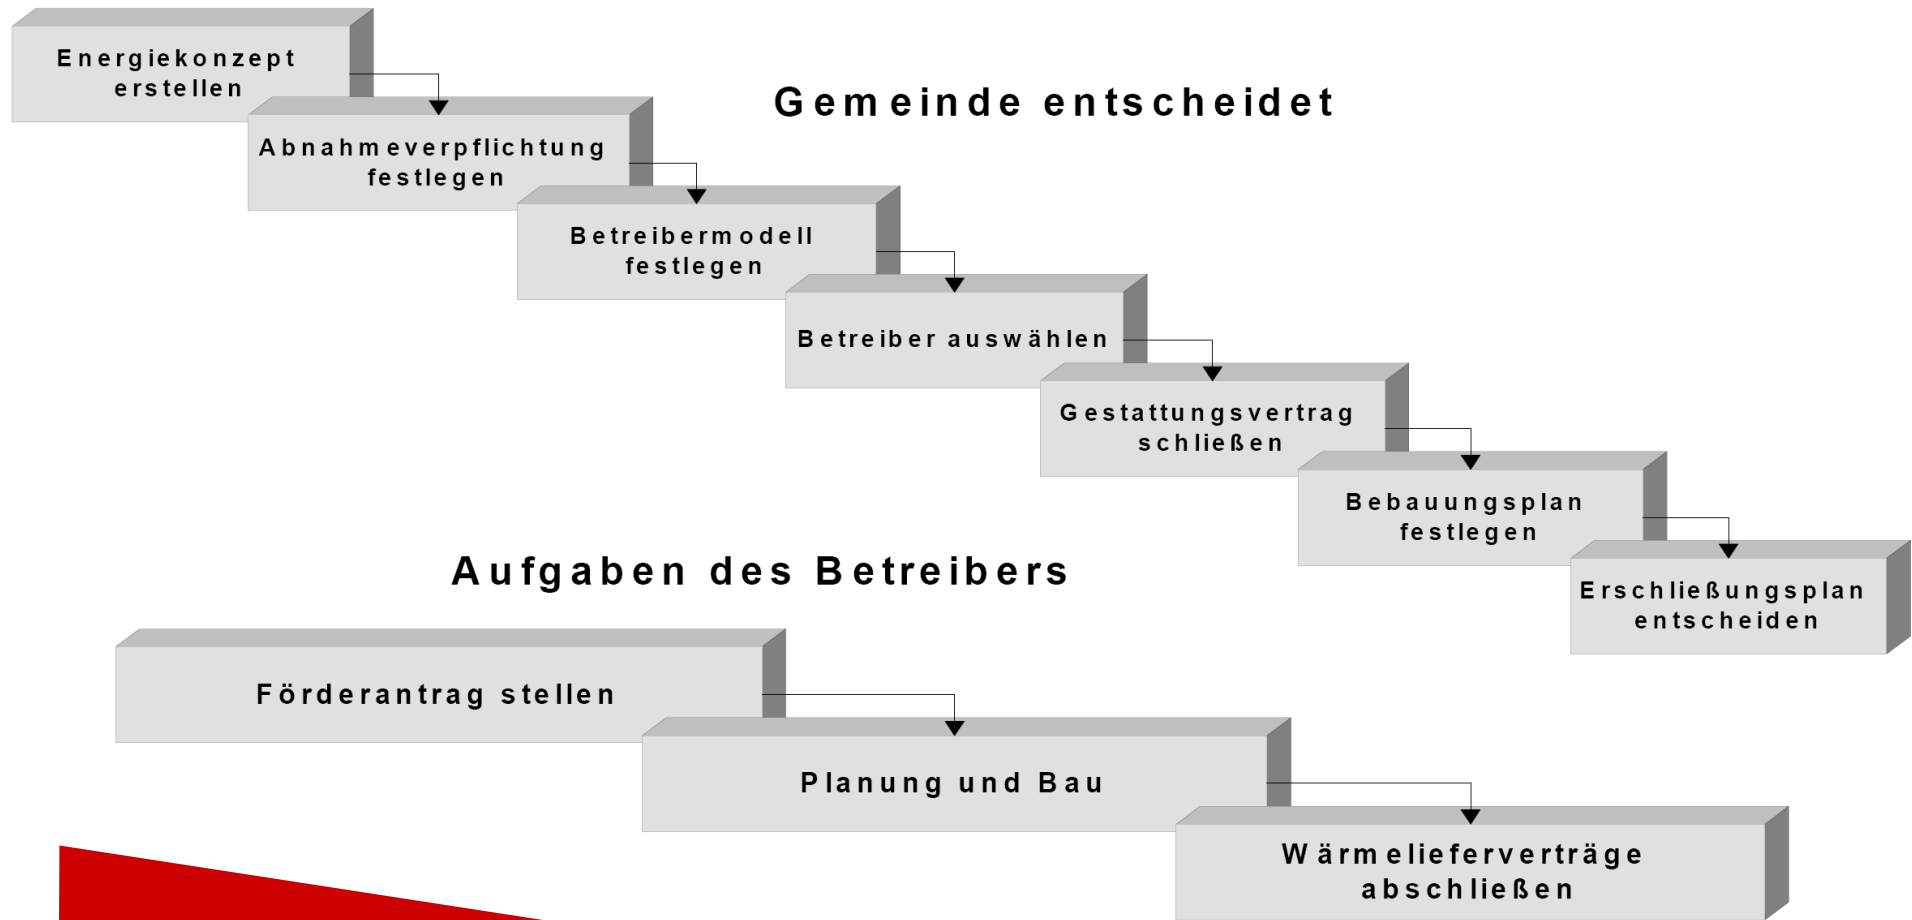 Energiekonzept
erstellen
Gemeinde entscheidet
Abnahmeverpflichtung
festlegen
Betreibermodell
festlegen
Betreiber auswählen
Gestattungsvertrag
schließen
Bebauungsplan
festlegen
Erschließungsplan
entscheiden
Aufgaben des Betreibers
Förderantrag stellen
Planung und Bau
Wärmelieferverträge
abschließen